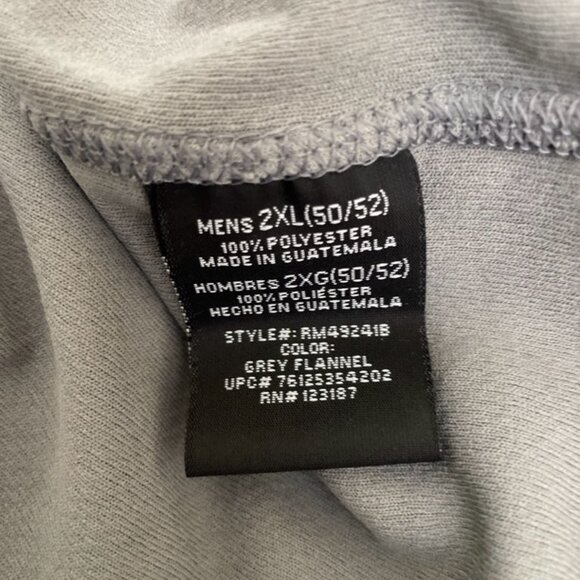 MENS 2XL(50/52)
100% POLYESTER
MADE IN GUATEMALA
HOMBRES 2XG(50/52)
100% POLIÉSTER
HECHO EN GUATEMALA
STYLE#: RM49241B
COLOR:
GREY FLANNEL
UPC# 76125354202
RN# 123187